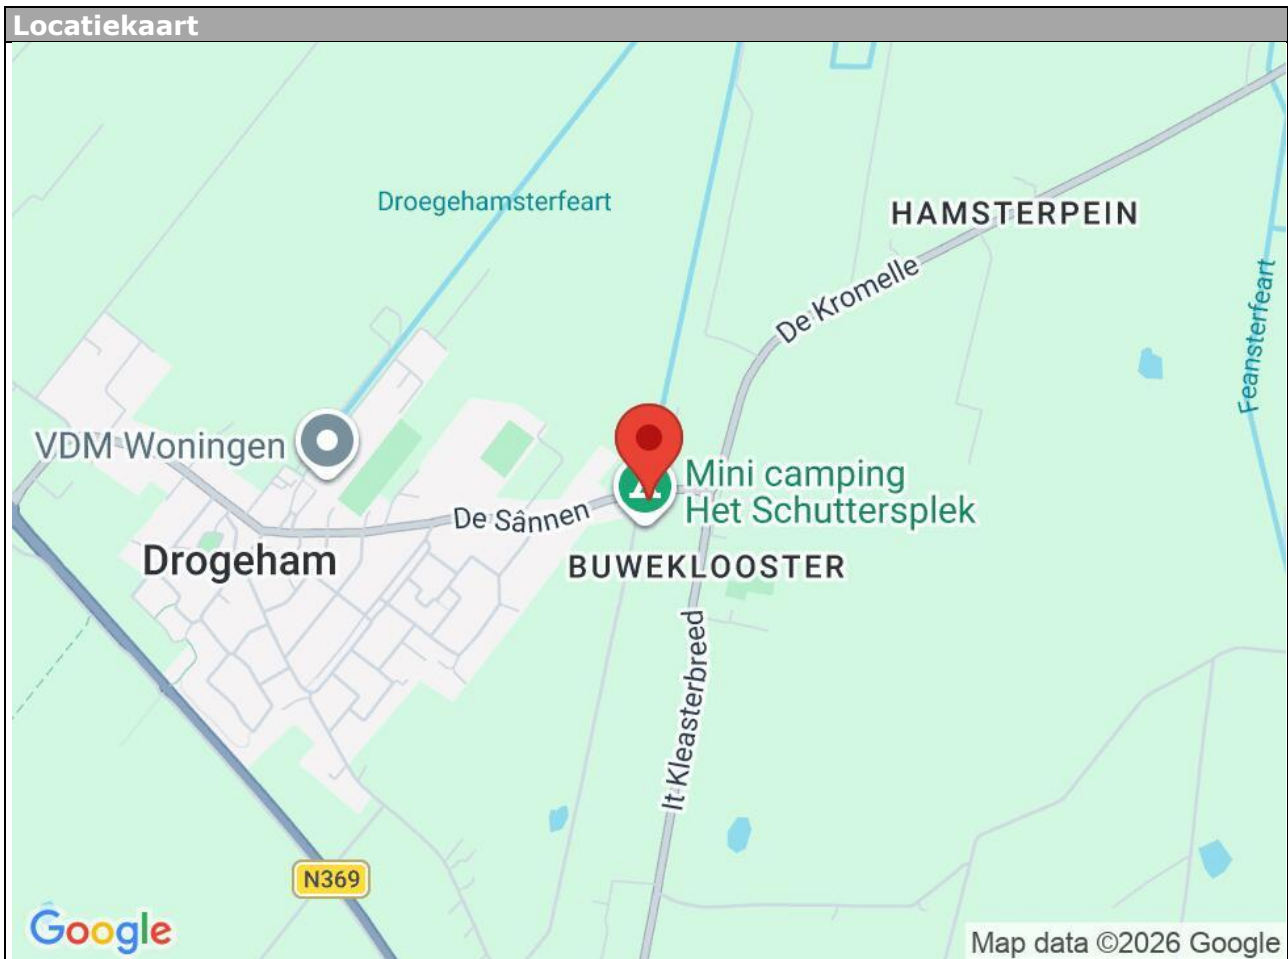 Locatiekaart
Droegehamsterfeart
HAMSTERPEIN
De Kromelle
Feansterfeart
VDM Woningen
Mini camping
Het Schuttersplek
De Sânnen
Drogeham
BUWEKLOOSTER
It Kleasterbreed
N369
Google
Map data ©2026 Google